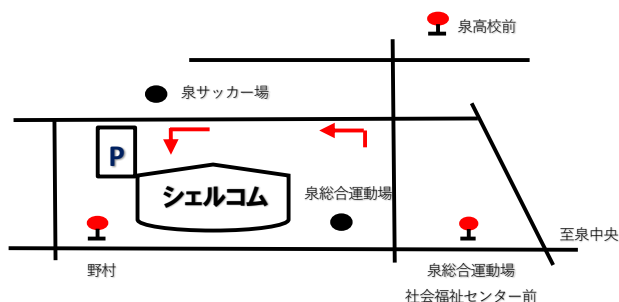 泉高校前
泉サッカー場
P
シェルコム
泉総合運動場
至泉中央
野村
泉総合運動場
社会福祉センター前